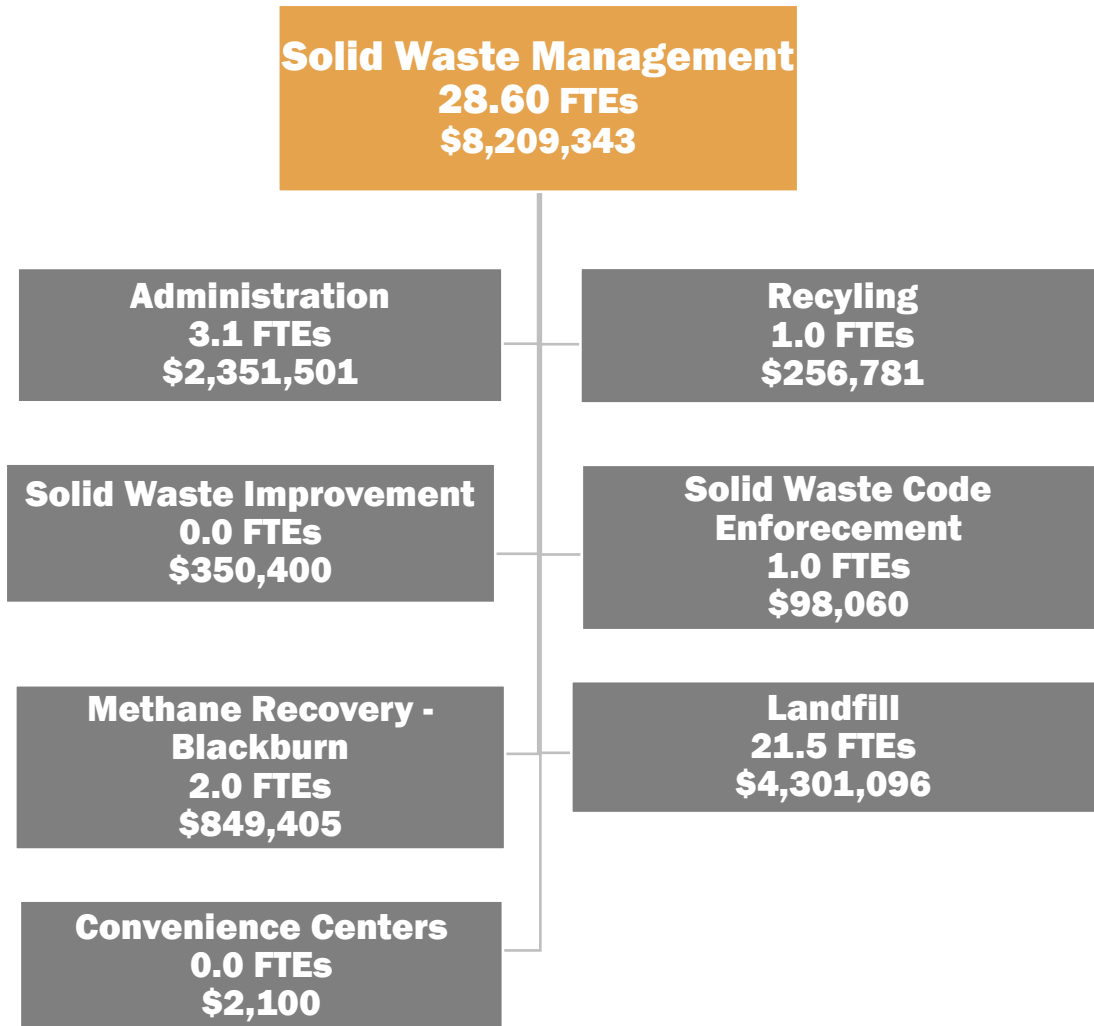 Solid Waste Management
28.60 FTEs
$8,209,343
Administration
3.1 FTEs
$2,351,501
Recyling
1.0 FTEs
$256,781
Solid Waste Improvement
0.0 FTEs
$350,400
Solid Waste Code
Enforecement
1.0 FTEs
$98,060
Methane Recovery -
Blackburn
2.0 FTEs
$849,405
Landfill
21.5 FTEs
$4,301,096
Convenience Centers
0.0 FTEs
$2,100